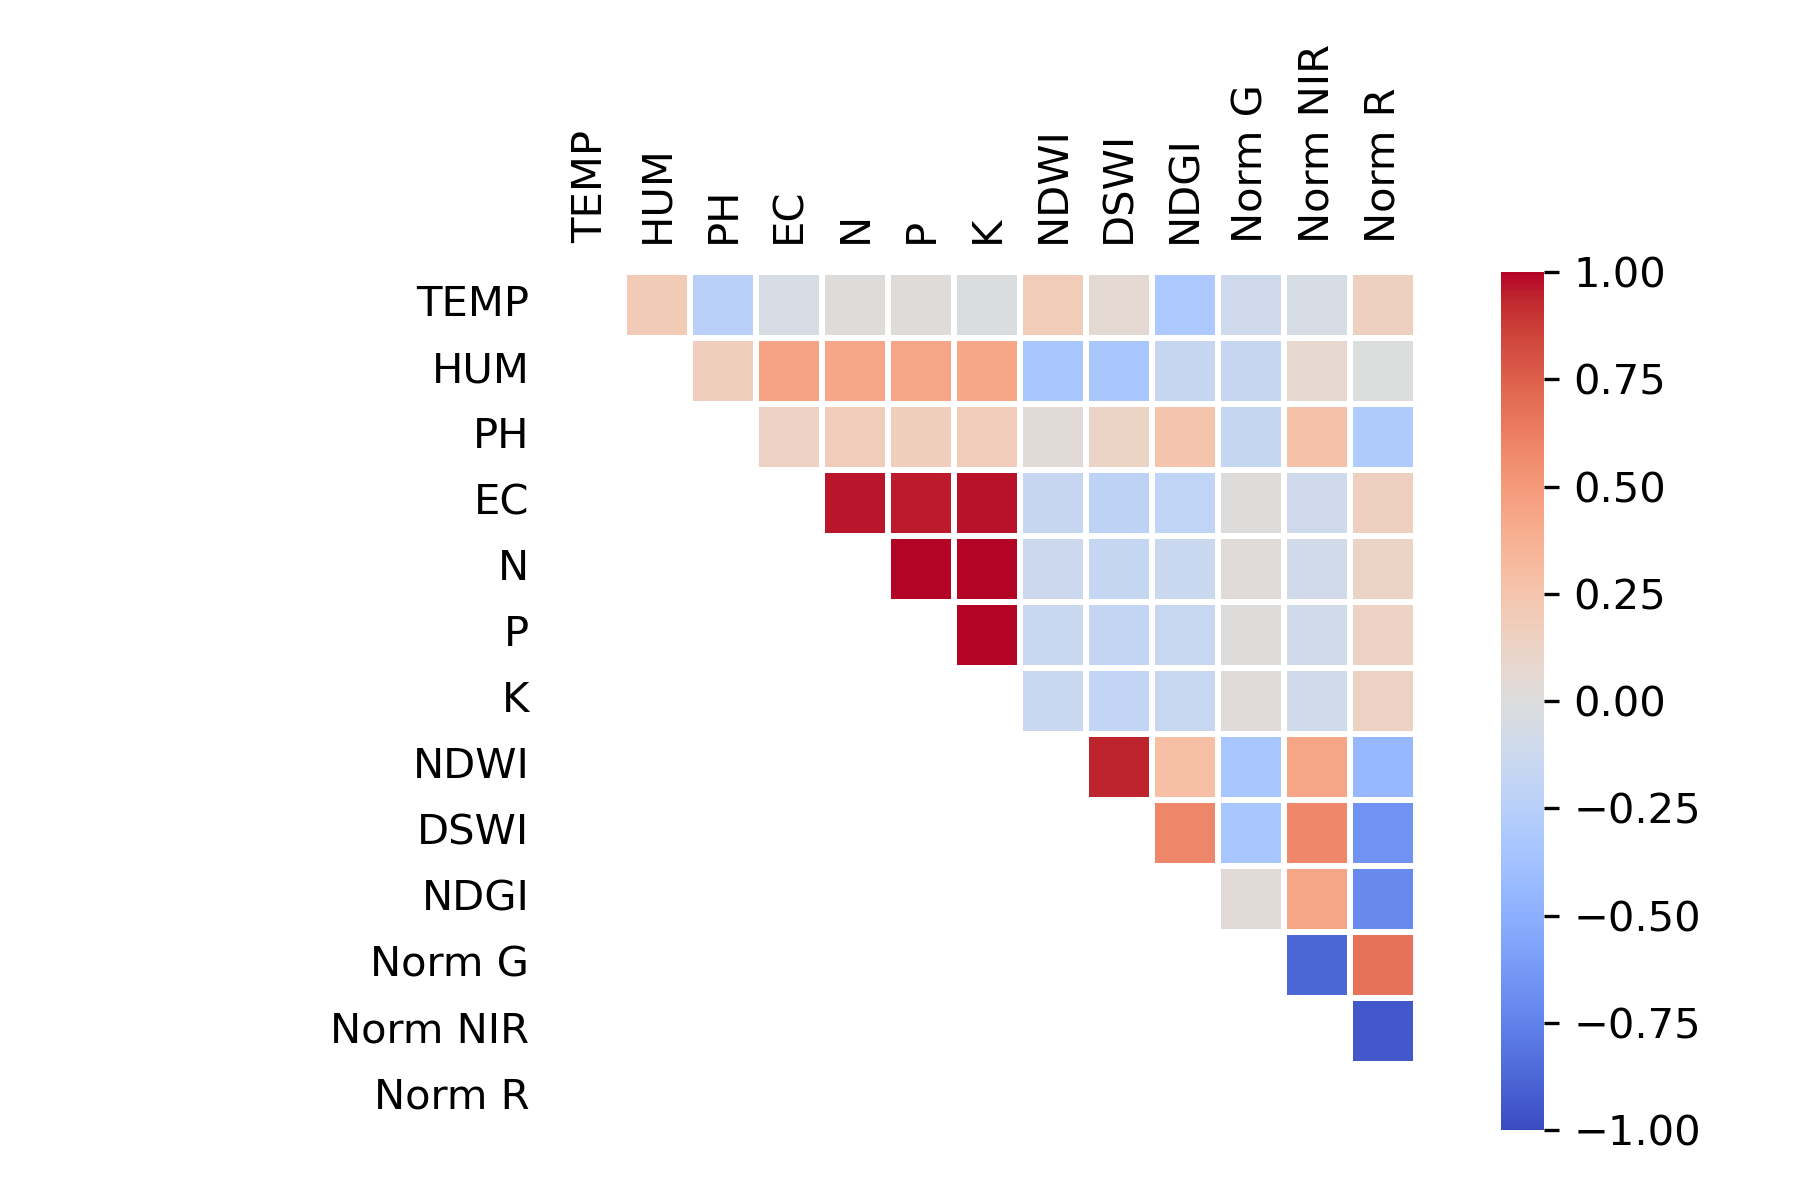 TEMP
HUM
PH
EC
N
P
K
NDWI
DSWI
NDGI
Norm G
Norm NIR
Norm R
TEMP
HUM
PH
EC
N
P
K
NDWI
DSWI
NDGI
Norm G
Norm NIR
Norm R
1.00
0.75
0.50
0.25
0.00
−0.25
−0.50
−0.75
−1.00